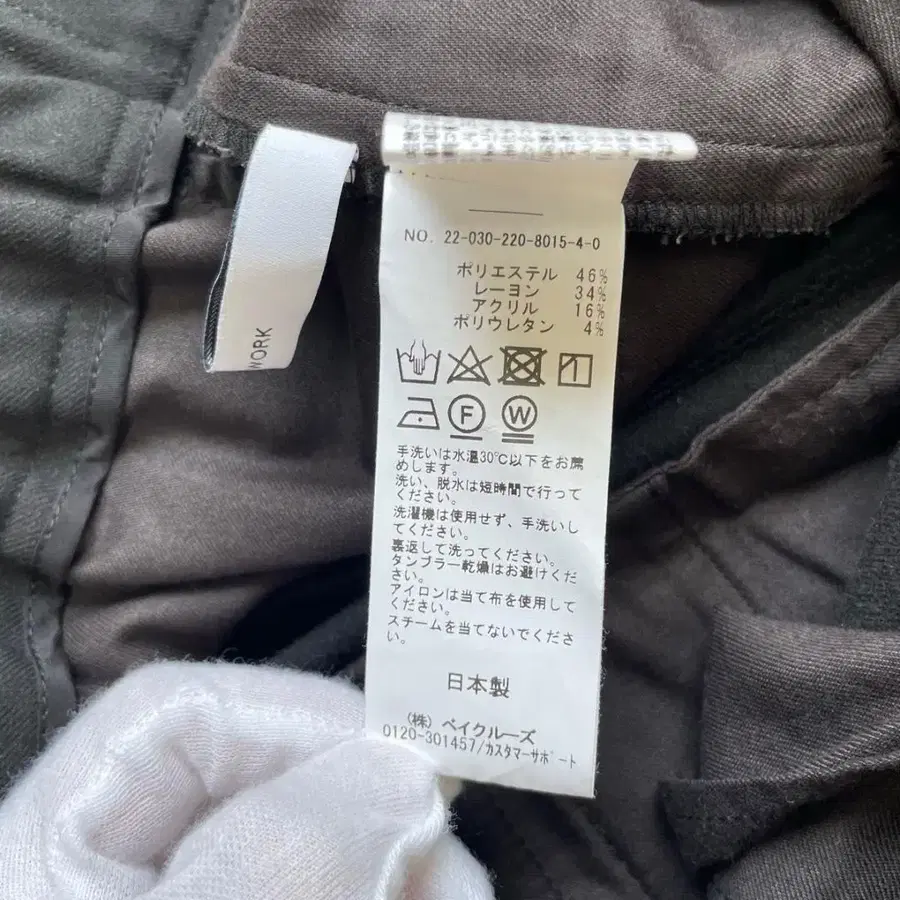 WORK
NO. 22-030-220-8015-4-0
ポリエステル 46%
レーヨン 34%
アクリル 16%
ポリウレタン 4%
F W
手洗いは水温30℃以下をお薦
めします。
洗い、脱水は短時間で行って
ください。
洗濯機は使用せず、手洗いし
てください。
裏返して洗ってください。
タンブラー乾燥はお避けくだ
さい。
アイロンは当て布を使用して
ください。
スチームを当てないでくださ
い。
日本製
(株) ベイクルーズ
0120-301457/カスタマーサポート